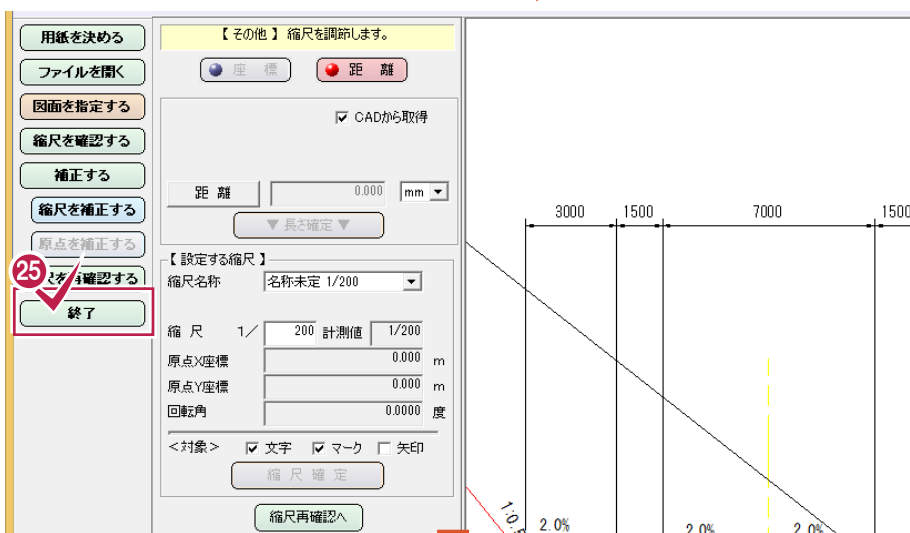 用紙を決める
ファイルを開く
図面を指定する
縮尺を確認する
補正する
縮尺を補正する
原点を補正する
を再確認する
25
終了
【 その他 】 縮尺を調節します。
座 標
距 離
CADから取得
距 離 0.000 mm
▼ 長さ確定 ▼
【 設定する縮尺 】
縮尺名称 名称未定 1/200
縮 尺 1/ 200 計測値 1/200
原点X座標 0.000 m
原点Y座標 0.000 m
回転角 0.0000 度
<対象> 文字 マーク 矢印
縮 尺 確 定
縮尺再確認へ
3000 1500 7000 1500
1:0.5
2.0% 2.0% 2.0%